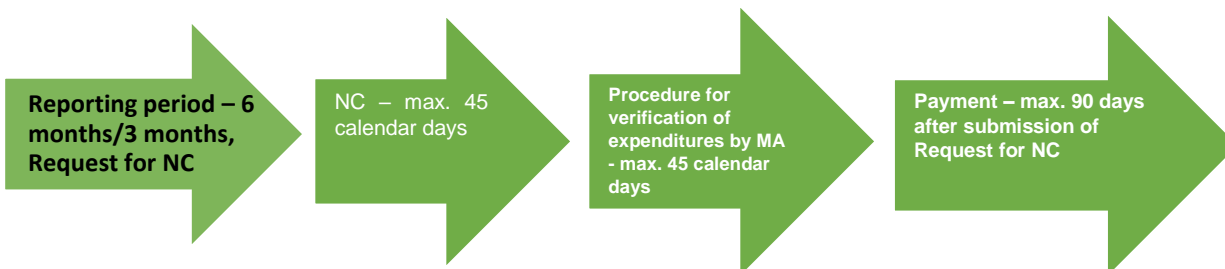 Reporting period – 6
months/3 months,
Request for NC
NC – max. 45
calendar days
Procedure for
verification of
expenditures by MA
- max. 45 calendar
days
Payment – max. 90 days
after submission of
Request for NC